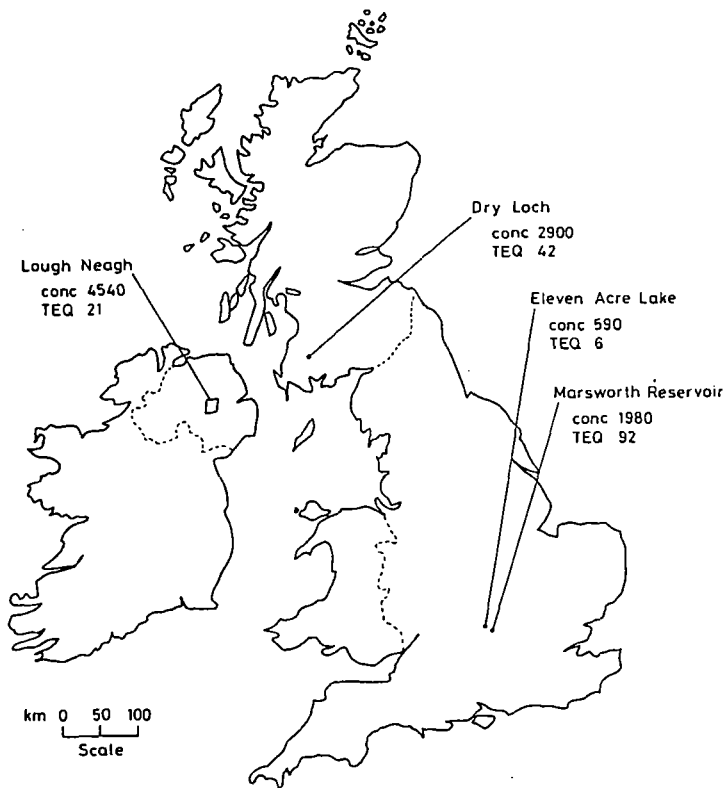 Dry Loch
conc 2900
TEQ 42
Lough Neagh
conc 4540
TEQ 21
Eleven Acre Lake
conc 590
TEQ 6
Marsworth Reservoir
conc 1980
TEQ 92
km 0 50 100
Scale